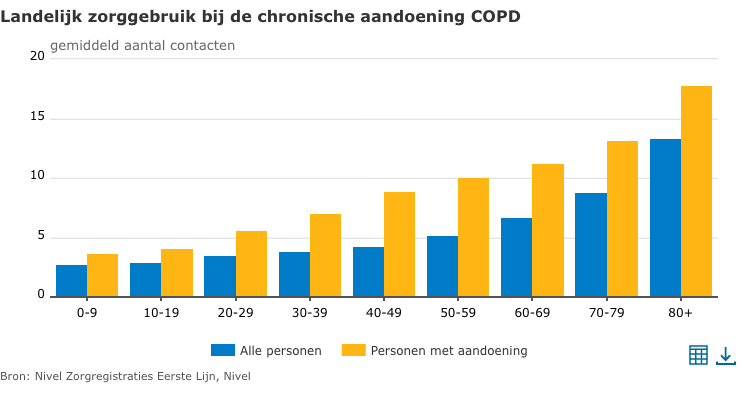 Landelijk zorggebruik bij de chronische aandoening COPD
gemiddeld aantal contacten
20
15
10
5
0
0-9 10-19 20-29 30-39 40-49 50-59 60-69 70-79 80+
Alle personen Personen met aandoening
Bron: Nivel Zorgregistraties Eerste Lijn, Nivel